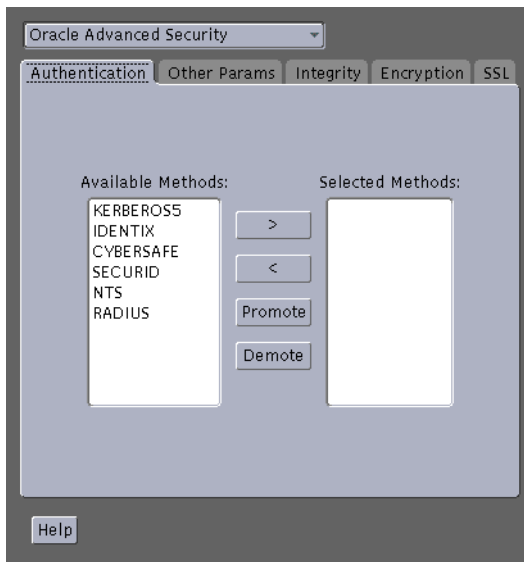 Oracle Advanced Security
Authentication Other Params Integrity Encryption SSL
Available Methods: Selected Methods:
KERBEROS5
IDENTIX
CYBERSAFE
SECURID
NTS
RADIUS
>
<
Promote
Demote
Help